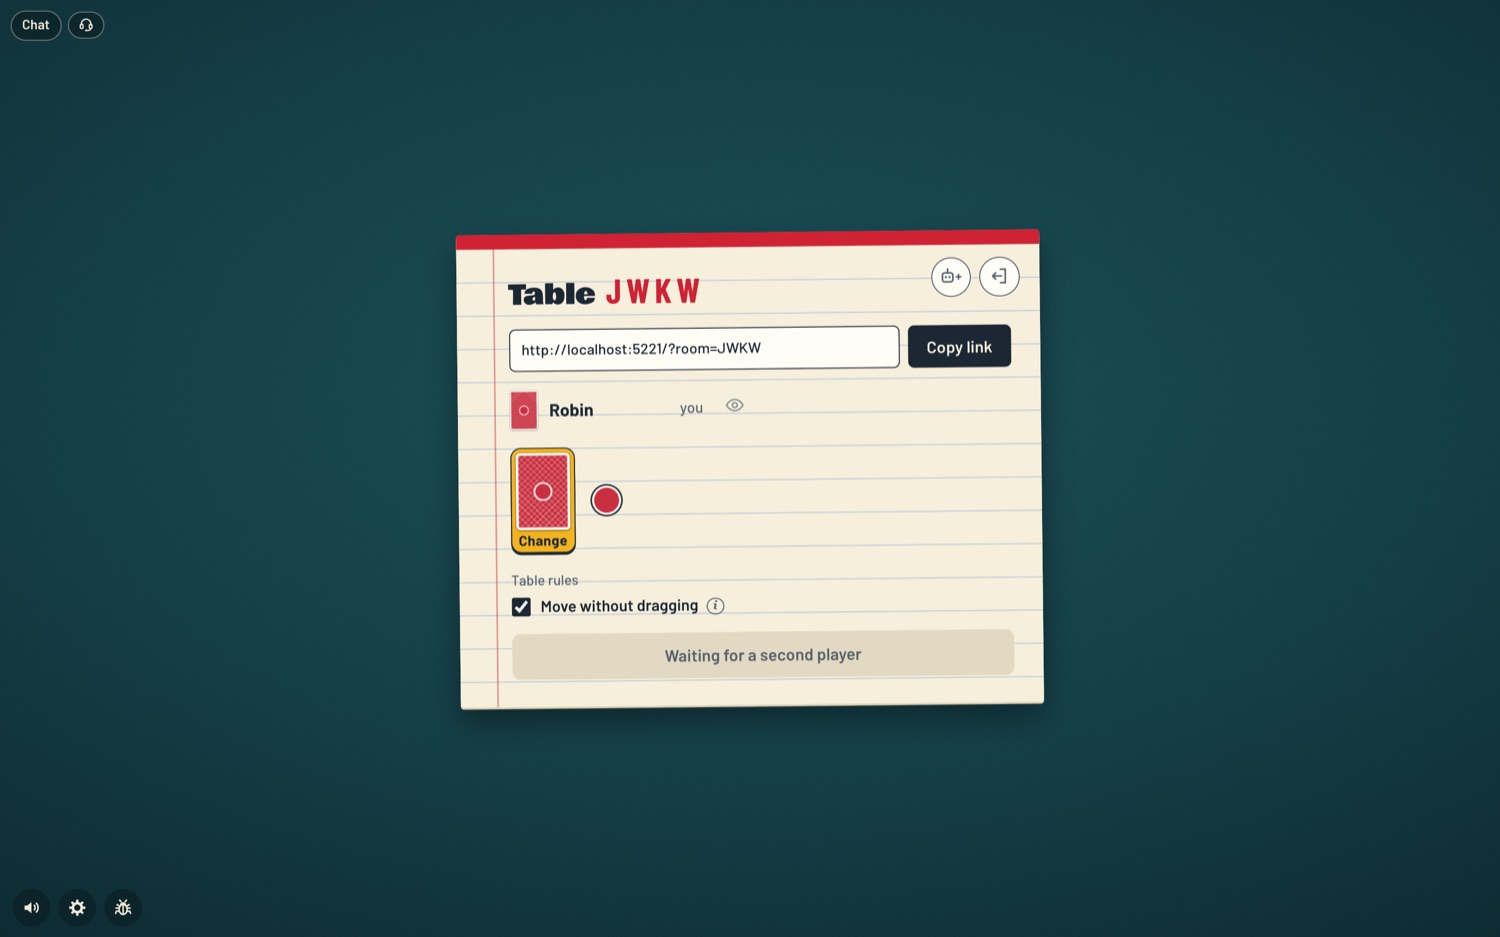 Chat
Table JWKW
http://localhost:5221/?room=JWKW
Copy link
Robin
you
Change
Table rules
Move without dragging
Waiting for a second player